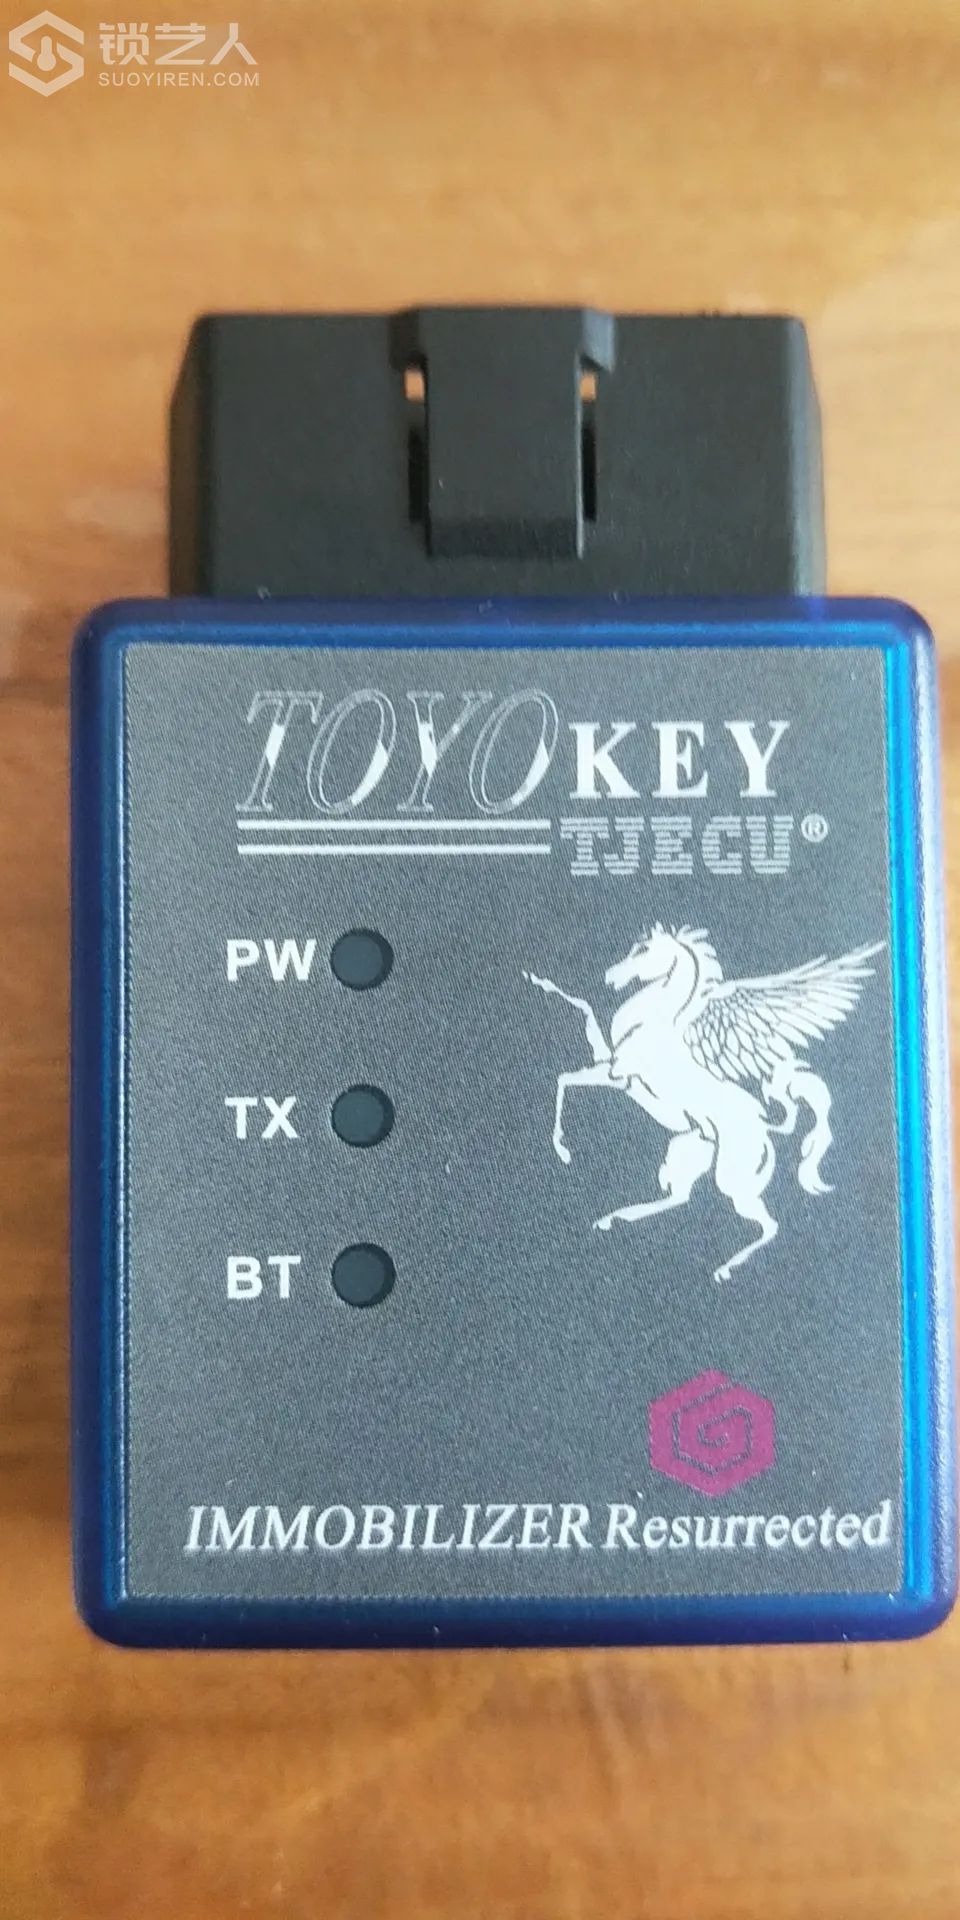 锁艺人
SUOYIREN.COM
TOYOKEY
TJECU®
PW
TX
BT
IMMOBILIZER Resurrected